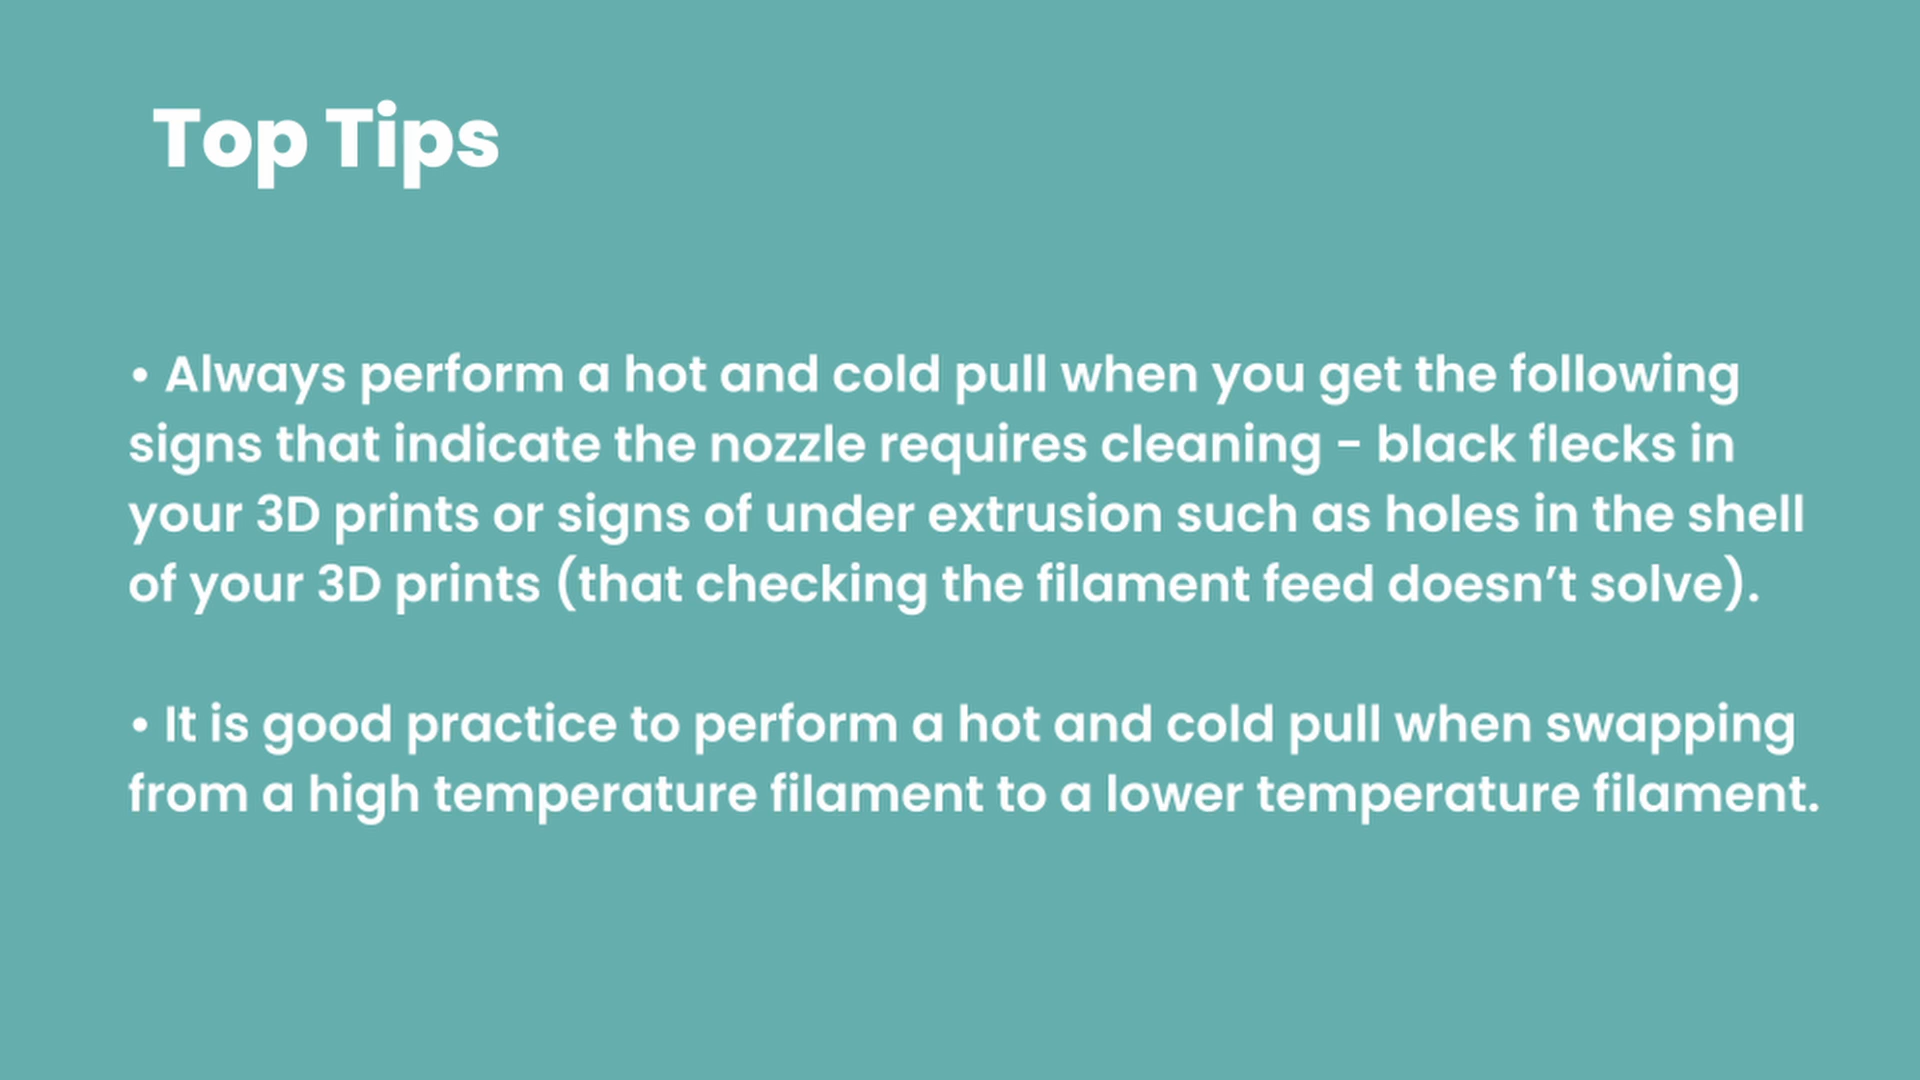 Top Tips
• Always perform a hot and cold pull when you get the following
signs that indicate the nozzle requires cleaning - black flecks in
your 3D prints or signs of under extrusion such as holes in the shell
of your 3D prints (that checking the filament feed doesn’t solve).
• It is good practice to perform a hot and cold pull when swapping
from a high temperature filament to a lower temperature filament.